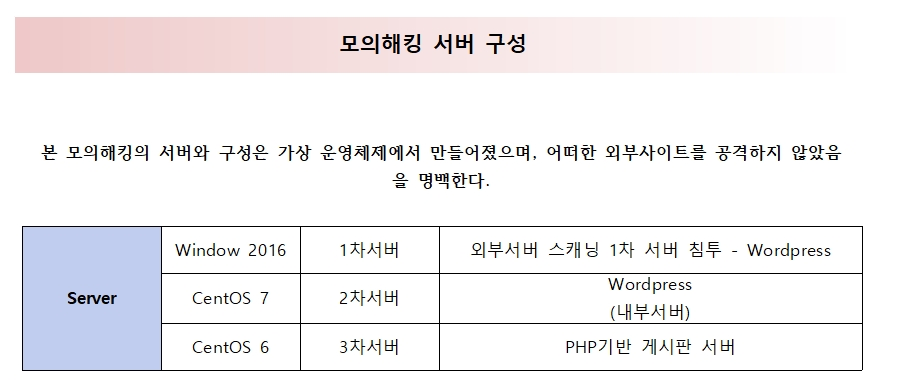 모의해킹 서버 구성
본 모의해킹의 서버와 구성은 가상 운영체제에서 만들어졌으며, 어떠한 외부사이트를 공격하지 않았음
을 명백한다.
Server
Window 2016 1차서버 외부서버 스캐닝 1차 서버 침투 - Wordpress
CentOS 7 2차서버 Wordpress
(내부서버)
CentOS 6 3차서버 PHP기반 게시판 서버